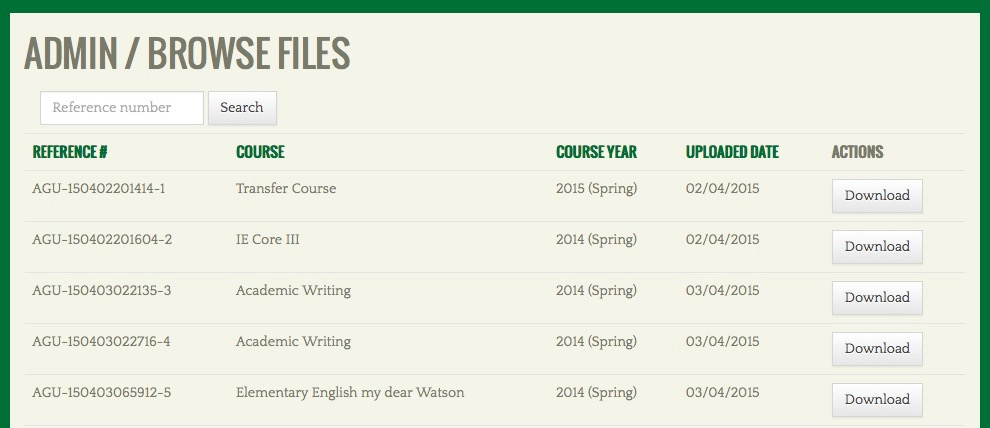 ADMIN / BROWSE FILES
Reference number Search
REFERENCE # COURSE COURSE YEAR UPLOADED DATE ACTIONS
AGU-150402201414-1 Transfer Course 2015 (Spring) 02/04/2015 Download
AGU-150402201604-2 IE Core III 2014 (Spring) 02/04/2015 Download
AGU-150403022135-3 Academic Writing 2014 (Spring) 03/04/2015 Download
AGU-150403022716-4 Academic Writing 2014 (Spring) 03/04/2015 Download
AGU-150403065912-5 Elementary English my dear Watson 2014 (Spring) 03/04/2015 Download